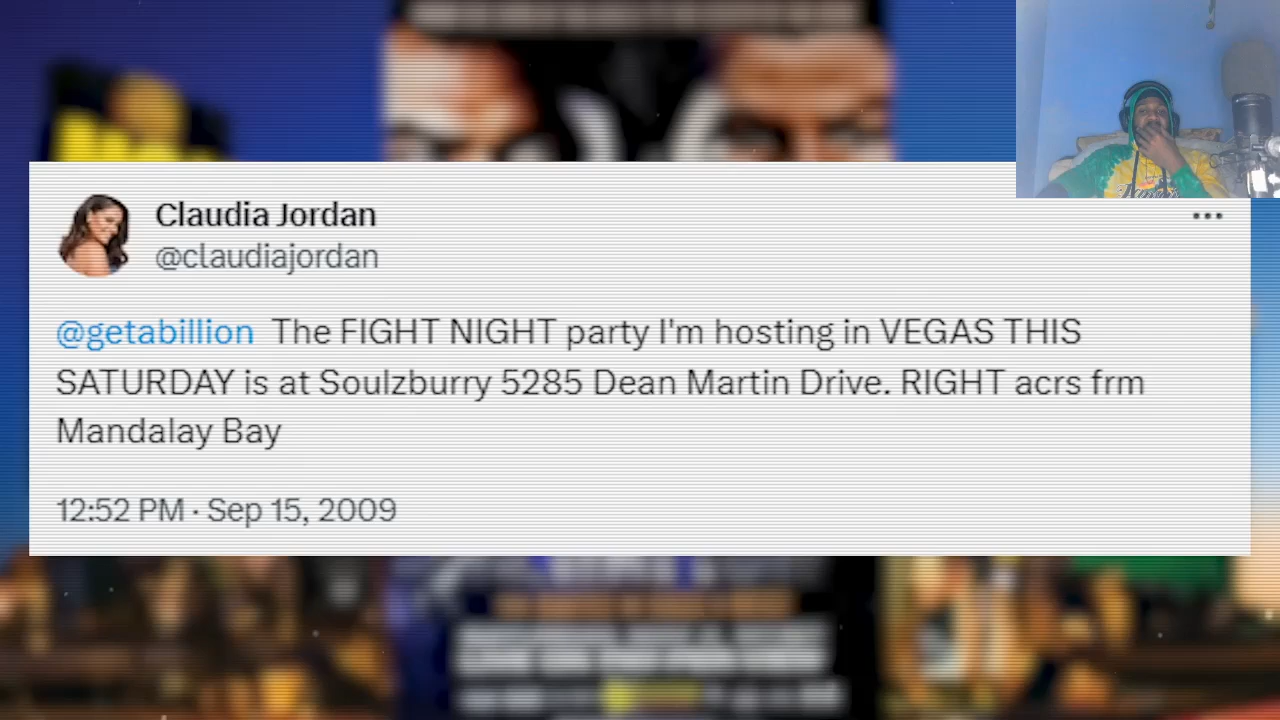 Claudia Jordan
@claudiajordan
@getabillion The FIGHT NIGHT party I'm hosting in VEGAS THIS
SATURDAY is at Soulzburry 5285 Dean Martin Drive. RIGHT acrs frm
Mandalay Bay
12:52 PM · Sep 15, 2009